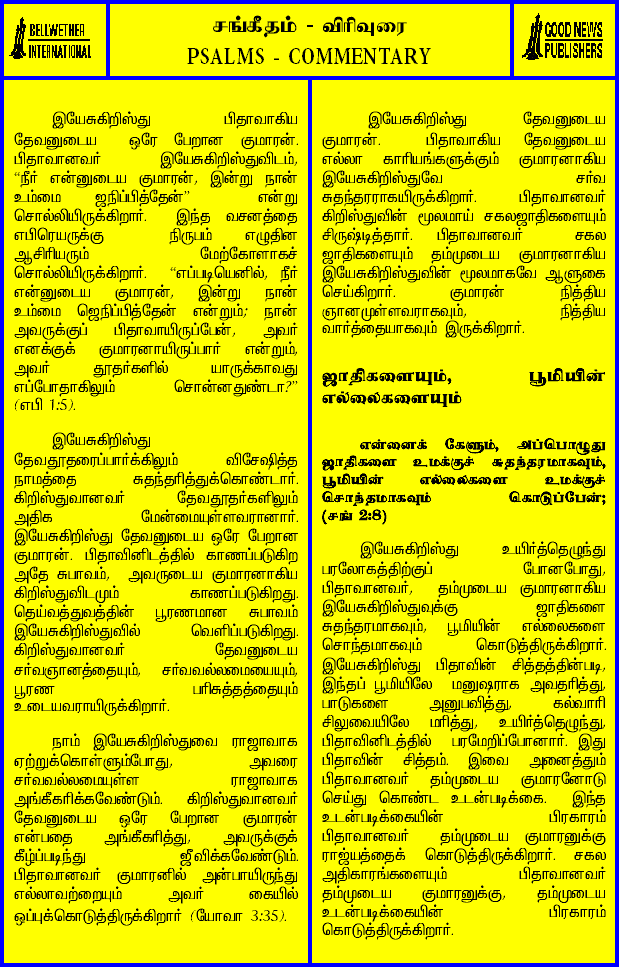 BELLWETHER
INTERNATIONAL
சங்கீதம் - விரிவுரை
PSALMS - COMMENTARY
GOOD NEWS
PUBLISHERS
இயேசுகிறிஸ்து பிதாவாகிய
தேவனுடைய ஒரே பேறான குமாரன்.
பிதாவானவர் இயேசுகிறிஸ்துவிடம்,
“நீர் என்னுடைய குமாரன், இன்று நான்
உம்மை ஜநிப்பித்தேன்” என்று
சொல்லியிருக்கிறார். இந்த வசனத்தை
எபிரெயருக்கு நிருபம் எழுதின
ஆசிரியரும் மேற்கோளாகச்
சொல்லியிருக்கிறார். “எப்படியெனில், நீர்
என்னுடைய குமாரன், இன்று நான்
உம்மை ஜெநிப்பித்தேன் என்றும்; நான்
அவருக்குப் பிதாவாயிருப்பேன், அவர்
எனக்குக் குமாரனாயிருப்பார் என்றும்,
அவர் தூதர்களில் யாருக்காவது
எப்போதாகிலும் சொன்னதுண்டா?”
(எபி 1:5).
இயேசுகிறிஸ்து
தேவதூதரைப்பார்க்கிலும் விசேஷித்த
நாமத்தை சுதந்தரித்துக்கொண்டார்.
கிறிஸ்துவானவர் தேவதூதர்களிலும்
அதிக மேன்மையுள்ளவரானார்.
இயேசுகிறிஸ்து தேவனுடைய ஒரே பேறான
குமாரன். பிதாவினிடத்தில் காணப்படுகிற
அதே சுபாவம், அவருடைய குமாரனாகிய
கிறிஸ்துவிடமும் காணப்படுகிறது.
தெய்வத்துவத்தின் பூரணமான சுபாவம்
இயேசுகிறிஸ்துவில் வெளிப்படுகிறது.
கிறிஸ்துவானவர் தேவனுடைய
சர்வஞானத்தையும், சர்வவல்லமையையும்,
பூரண பரிசுத்தத்தையும்
உடையவராயிருக்கிறார்.
நாம் இயேசுகிறிஸ்துவை ராஜாவாக
ஏற்றுக்கொள்ளும்போது, அவரை
சர்வவல்லமையுள்ள ராஜாவாக
அங்கீகரிக்கவேண்டும். கிறிஸ்துவானவர்
தேவனுடைய ஒரே பேறான குமாரன்
என்பதை அங்கீகரித்து, அவருக்குக்
கீழ்ப்படிந்து ஜீவிக்கவேண்டும்.
பிதாவானவர் குமாரனில் அன்பாயிருந்து
எல்லாவற்றையும் அவர் கையில்
ஒப்புக்கொடுத்திருக்கிறார் (யோவா 3:35).
இயேசுகிறிஸ்து தேவனுடைய
குமாரன். பிதாவாகிய தேவனுடைய
எல்லா காரியங்களுக்கும் குமாரனாகிய
இயேசுகிறிஸ்துவே சர்வ
சுதந்தரராகயிருக்கிறார். பிதாவானவர்
கிறிஸ்துவின் மூலமாய் சகலஜாதிகளையும்
சிருஷ்டித்தார். பிதாவானவர் சகல
ஜாதிகளையும் தம்முடைய குமாரனாகிய
இயேசுகிறிஸ்துவின் மூலமாகவே ஆளுகை
செய்கிறார். குமாரன் நித்திய
ஞானமுள்ளவராகவும், நித்திய
வார்த்தையாகவும் இருக்கிறார்.
ஜாதிகளையும், பூமியின்
எல்லைகளையும்
என்னைக் கேளும், அப்பொழுது
ஜாதிகளை உமக்குச் சுதந்தரமாகவும்,
பூமியின் எல்லைகளை உமக்குச்
சொந்தமாகவும் கொடுப்பேன்;
(சங் 2:8)
இயேசுகிறிஸ்து உயிர்த்தெழுந்து
பரலோகத்திற்குப் போனபோது,
பிதாவானவர், தம்முடைய குமாரனாகிய
இயேசுகிறிஸ்துவுக்கு ஜாதிகளை
சுதந்தரமாகவும், பூமியின் எல்லைகளை
சொந்தமாகவும் கொடுத்திருக்கிறார்.
இயேசுகிறிஸ்து பிதாவின் சித்தத்தின்படி,
இந்தப் பூமியிலே மனுஷராக அவதரித்து,
பாடுகளை அனுபவித்து, கல்வாரி
சிலுவையிலே மரித்து, உயிர்த்தெழுந்து,
பிதாவினிடத்தில் பரமேறிப்போனார். இது
பிதாவின் சித்தம். இவை அனைத்தும்
பிதாவானவர் தம்முடைய குமாரனோடு
செய்து கொண்ட உடன்படிக்கை. இந்த
உடன்படிக்கையின் பிரகாரம்
பிதாவானவர் தம்முடைய குமாரனுக்கு
ராஜ்யத்தைக் கொடுத்திருக்கிறார். சகல
அதிகாரங்களையும் பிதாவானவர்
தம்முடைய குமாரனுக்கு, தம்முடைய
உடன்படிக்கையின் பிரகாரம்
கொடுத்திருக்கிறார்.